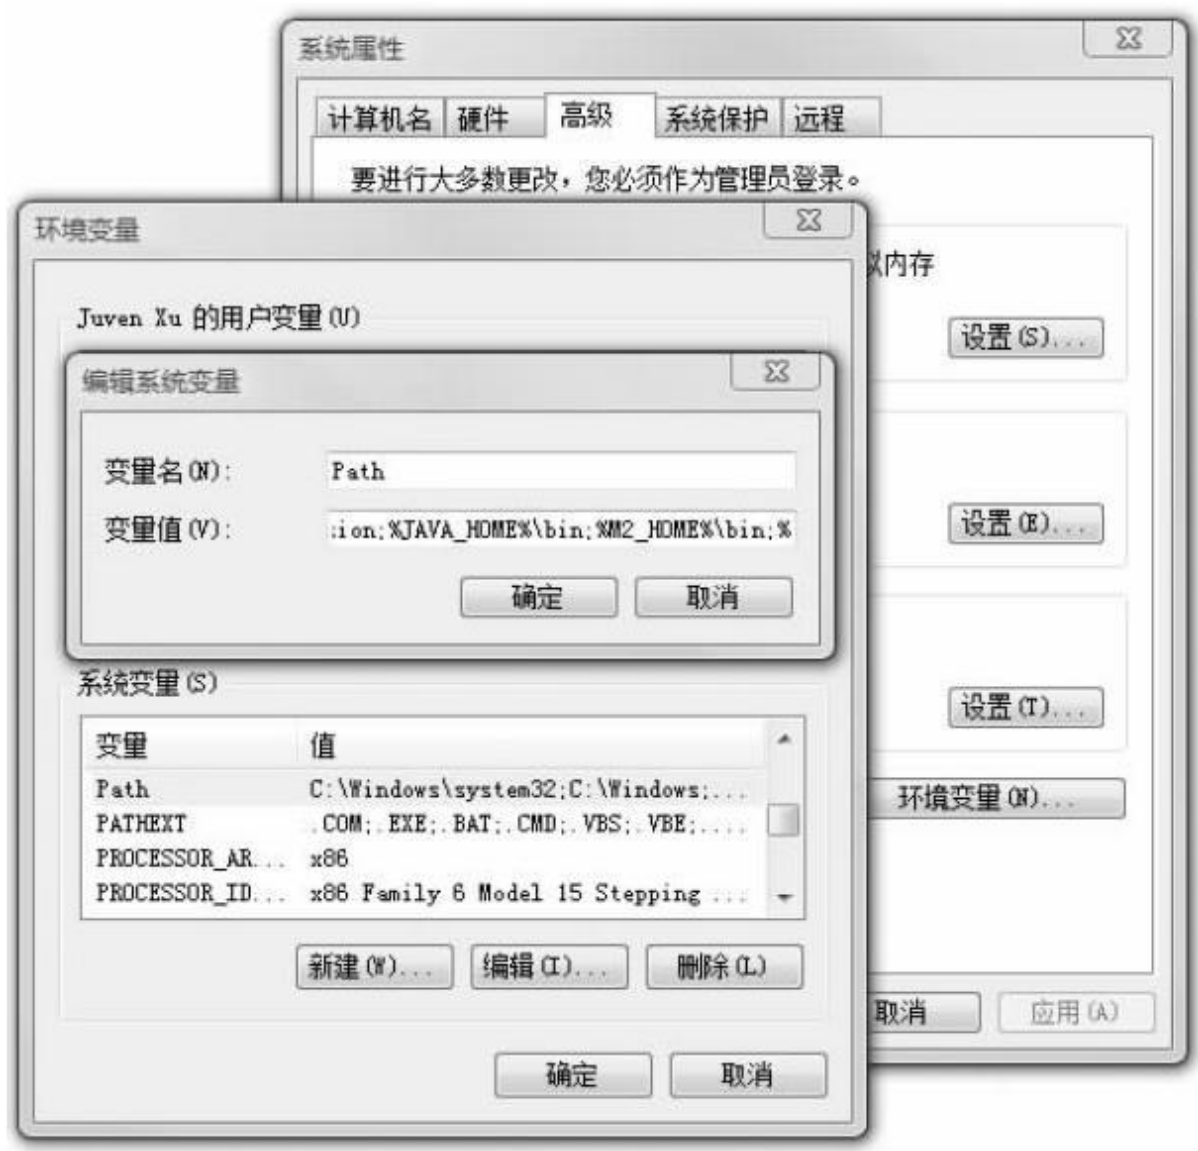 系统属性
计算机名 硬件 高级 系统保护 远程
要进行大多数更改，您必须作为管理员登录。
环境变量
内存
Juven Xu 的用户变量(U)
设置(S)...
编辑系统变量
变量名(N): Path
变量值(V): :ion;%JAVA_HOME%\bin;%M2_HOME%\bin;%
设置(E)...
确定 取消
系统变量(S)
设置(T)...
变量 值
Path C:\Windows\system32;C:\Windows;...
环境变量(N)...
PATHEXT .COM;.EXE;.BAT;.CMD;.VBS;.VBE;....
PROCESSOR_AR... x86
PROCESSOR_ID... x86 Family 6 Model 15 Stepping ...
新建(W)... 编辑(I)... 删除(L)
取消 应用(A)
确定 取消